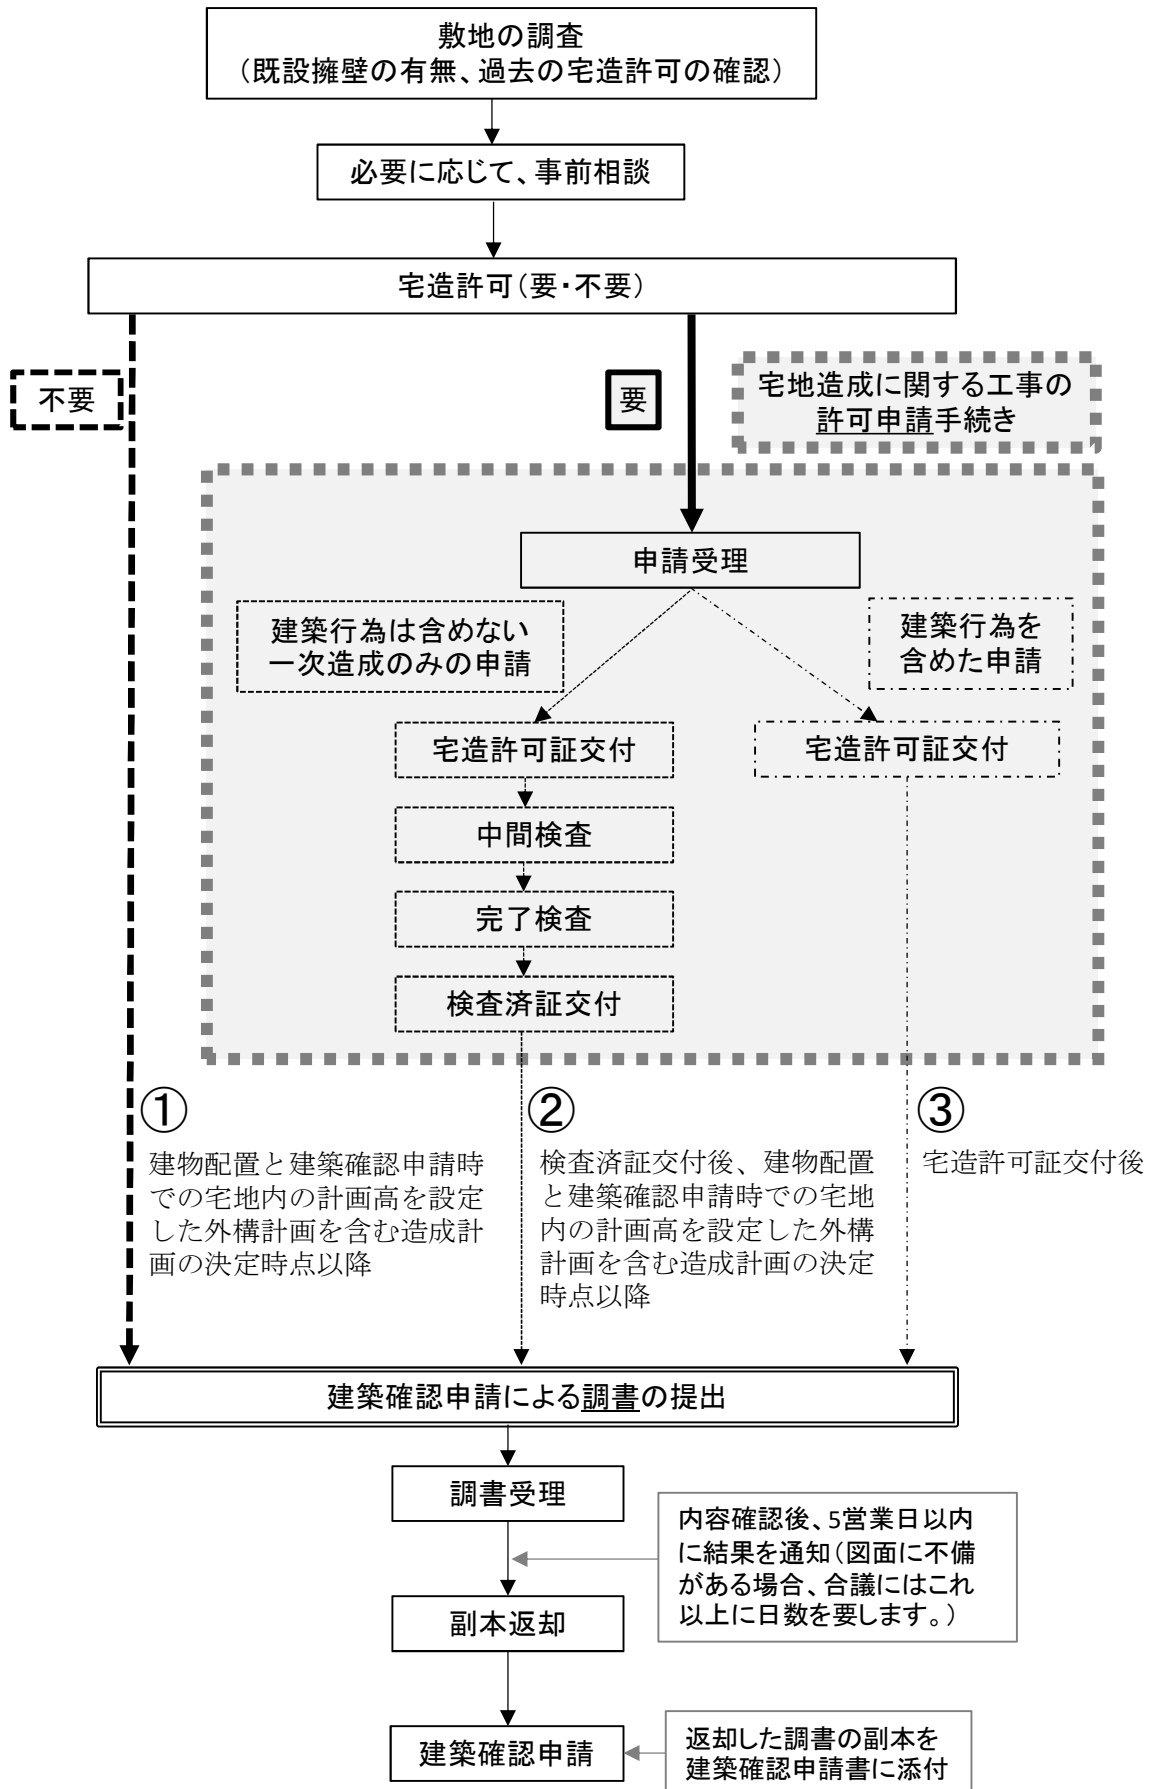 敷地の調査
（既設擁壁の有無、過去の宅造許可の確認）
必要に応じて、事前相談
宅造許可（要・不要）
不要
要
宅地造成に関する工事の
許可申請手続き
申請受理
建築行為は含めない
一次造成のみの申請
建築行為を
含めた申請
宅造許可証交付
宅造許可証交付
中間検査
完了検査
検査済証交付
①
建物配置と建築確認申請時
での宅地内の計画高を設定
した外構計画を含む造成計
画の決定時点以降
②
検査済証交付後、建物配置
と建築確認申請時での宅地
内の計画高を設定した外構
計画を含む造成計画の決定
時点以降
③
宅造許可証交付後
建築確認申請による調書の提出
調書受理
内容確認後、5営業日以内
に結果を通知（図面に不備
がある場合、合議にはこれ
以上に日数を要します。）
副本返却
建築確認申請
返却した調書の副本を
建築確認申請書に添付